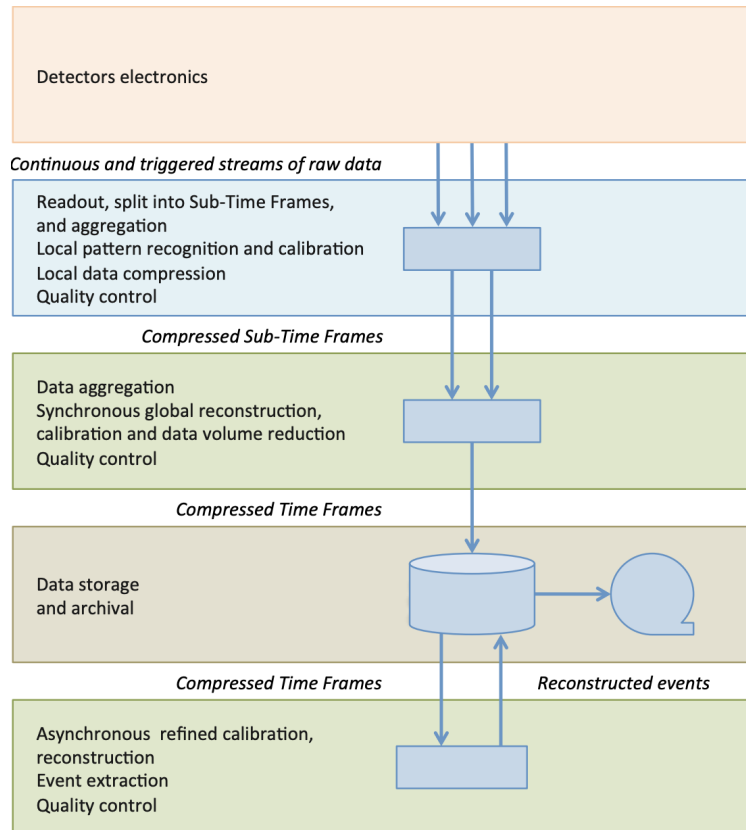 Detectors electronics
Continuous and triggered streams of raw data
Readout, split into Sub-Time Frames,
and aggregation
Local pattern recognition and calibration
Local data compression
Quality control
Compressed Sub-Time Frames
Data aggregation
Synchronous global reconstruction,
calibration and data volume reduction
Quality control
Compressed Time Frames
Data storage
and archival
Compressed Time Frames
Reconstructed events
Asynchronous refined calibration,
reconstruction
Event extraction
Quality control